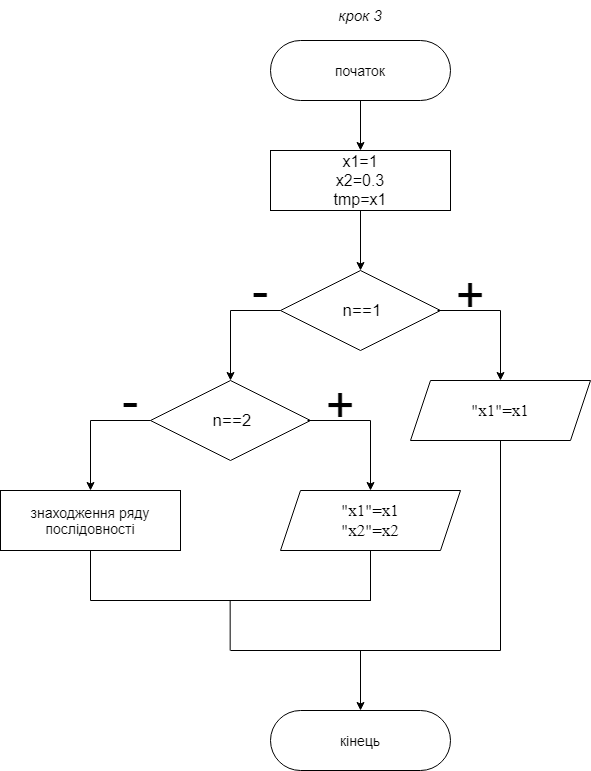 крок 3
початок
x1=1
x2=0.3
tmp=x1
n==1
-
+
"x1"=x1
n==2
-
+
знаходження ряду
послідовності
"x1"=x1
"x2"=x2
кінець